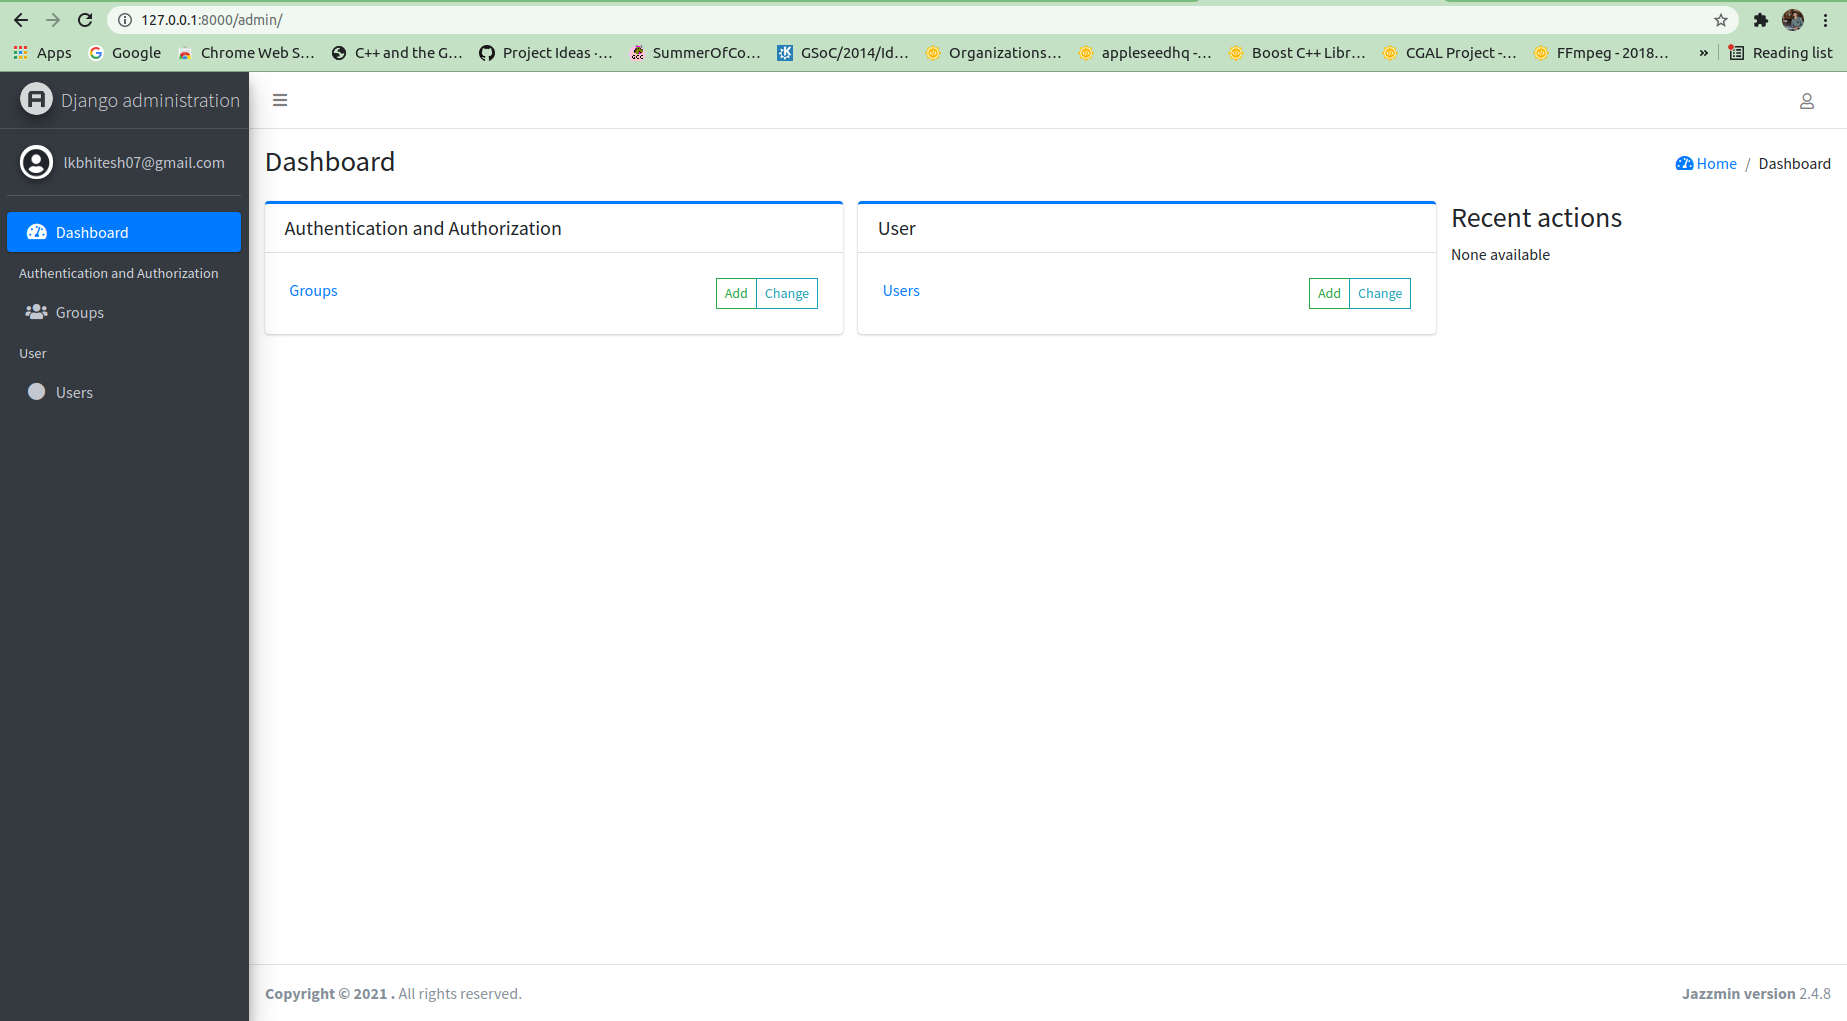 127.0.0.1:8000/admin/
Apps Google Chrome Web S... C++ and the G... Project Ideas ·... SummerOfCo... GSoC/2014/Id... Organizations... appleseedhq -... Boost C++ Libr... CGAL Project -... FFmpeg - 2018... » Reading list
Django administration
lkbhitesh07@gmail.com
Dashboard
Authentication and Authorization
Groups
User
Users
Dashboard
Home / Dashboard
Authentication and Authorization
Groups Add Change
User
Users Add Change
Recent actions
None available
Copyright © 2021 . All rights reserved.
Jazzmin version 2.4.8